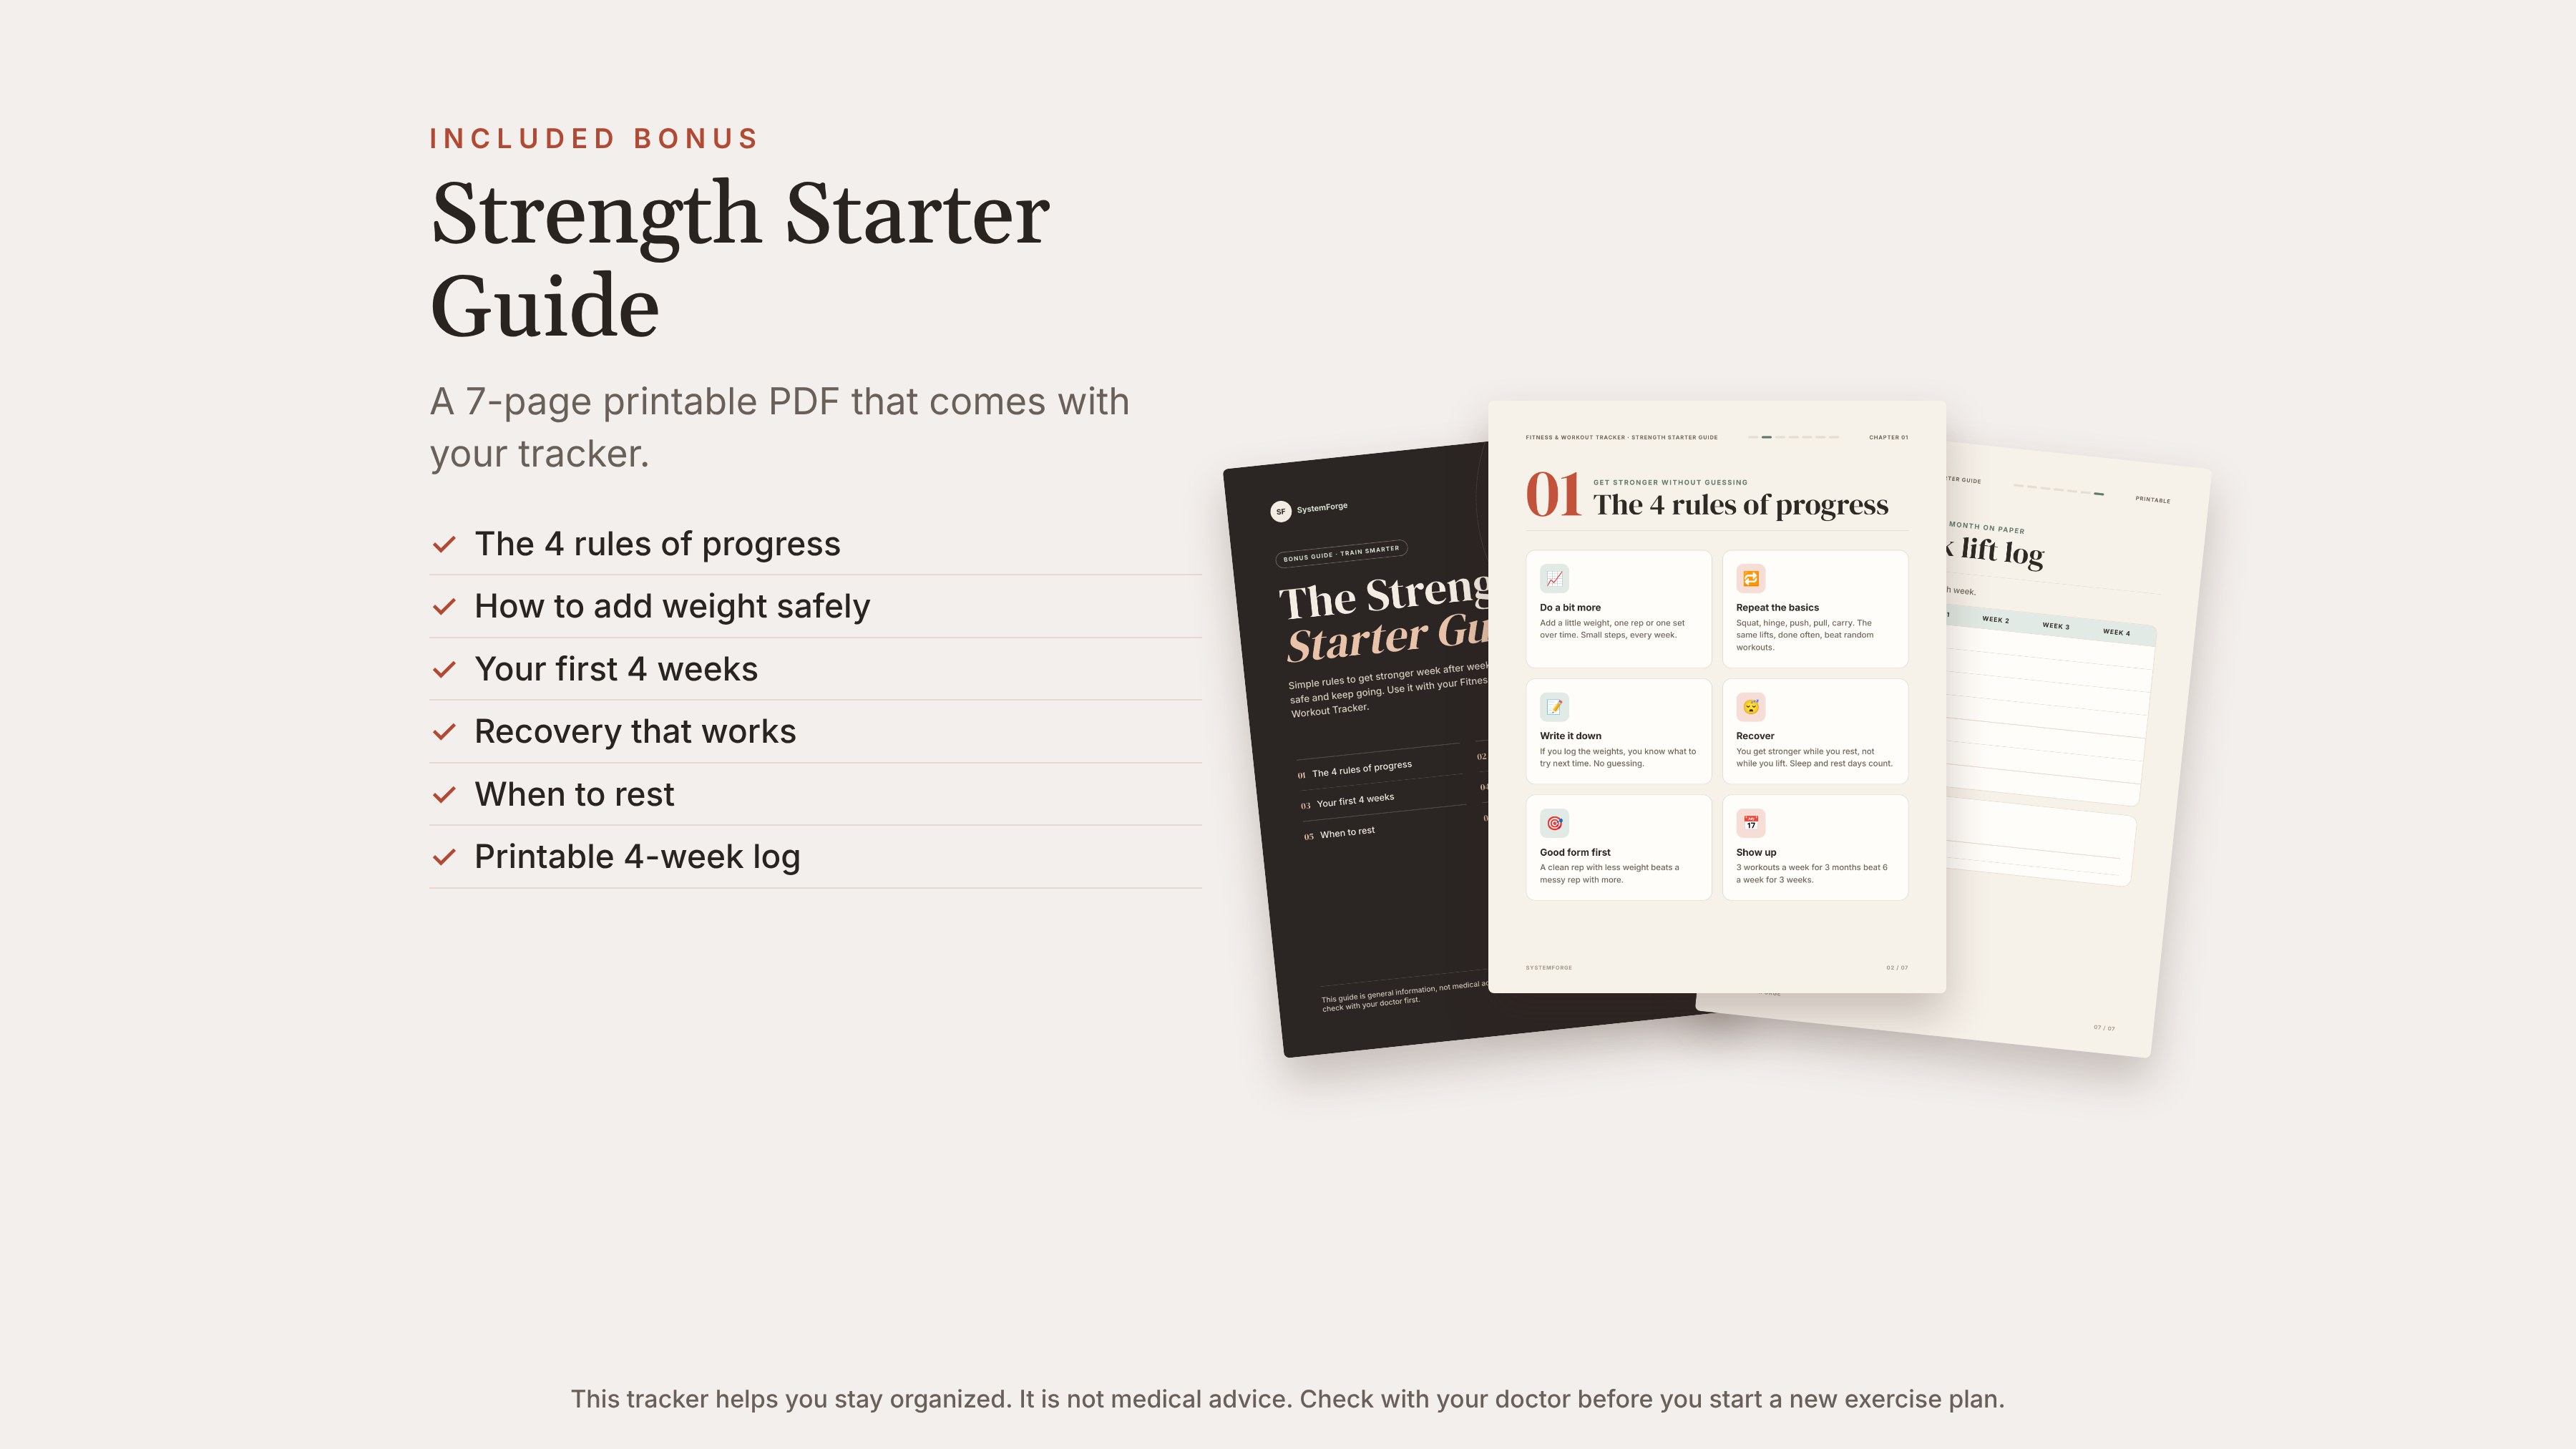 INCLUDED BONUS
Strength Starter
Guide
A 7-page printable PDF that comes with
your tracker.
The 4 rules of progress
How to add weight safely
Your first 4 weeks
Recovery that works
When to rest
Printable 4-week log
SF SystemForge
BONUS GUIDE · TRAIN SMARTER
The Streng
Starter Gu
Simple rules to get stronger week after week
safe and keep going. Use it with your Fitnes
Workout Tracker.
01 The 4 rules of progress
02
03 Your first 4 weeks
05 When to rest
This guide is general information, not medical
check with your doctor first.
FITNESS & WORKOUT TRACKER · STRENGTH STARTER GUIDE
CHAPTER 01
01
GET STRONGER WITHOUT GUESSING
The 4 rules of progress
Do a bit more
Add a little weight, one rep or one set
over time. Small steps, every week.
Repeat the basics
Squat, hinge, push, pull, carry. The
same lifts, done often, beat random
workouts.
Write it down
If you log the weights, you know what to
try next time. No guessing.
Recover
You get stronger while you rest, not
while you lift. Sleep and rest days count.
Good form first
A clean rep with less weight beats a
messy rep with more.
Show up
3 workouts a week for 3 months beat 6
a week for 3 weeks.
SYSTEMFORGE
02 / 07
GUIDE
PRINTABLE
MONTH ON PAPER
lift log
week.
WEEK 2 WEEK 3 WEEK 4
07 / 07
This tracker helps you stay organized. It is not medical advice. Check with your doctor before you start a new exercise plan.